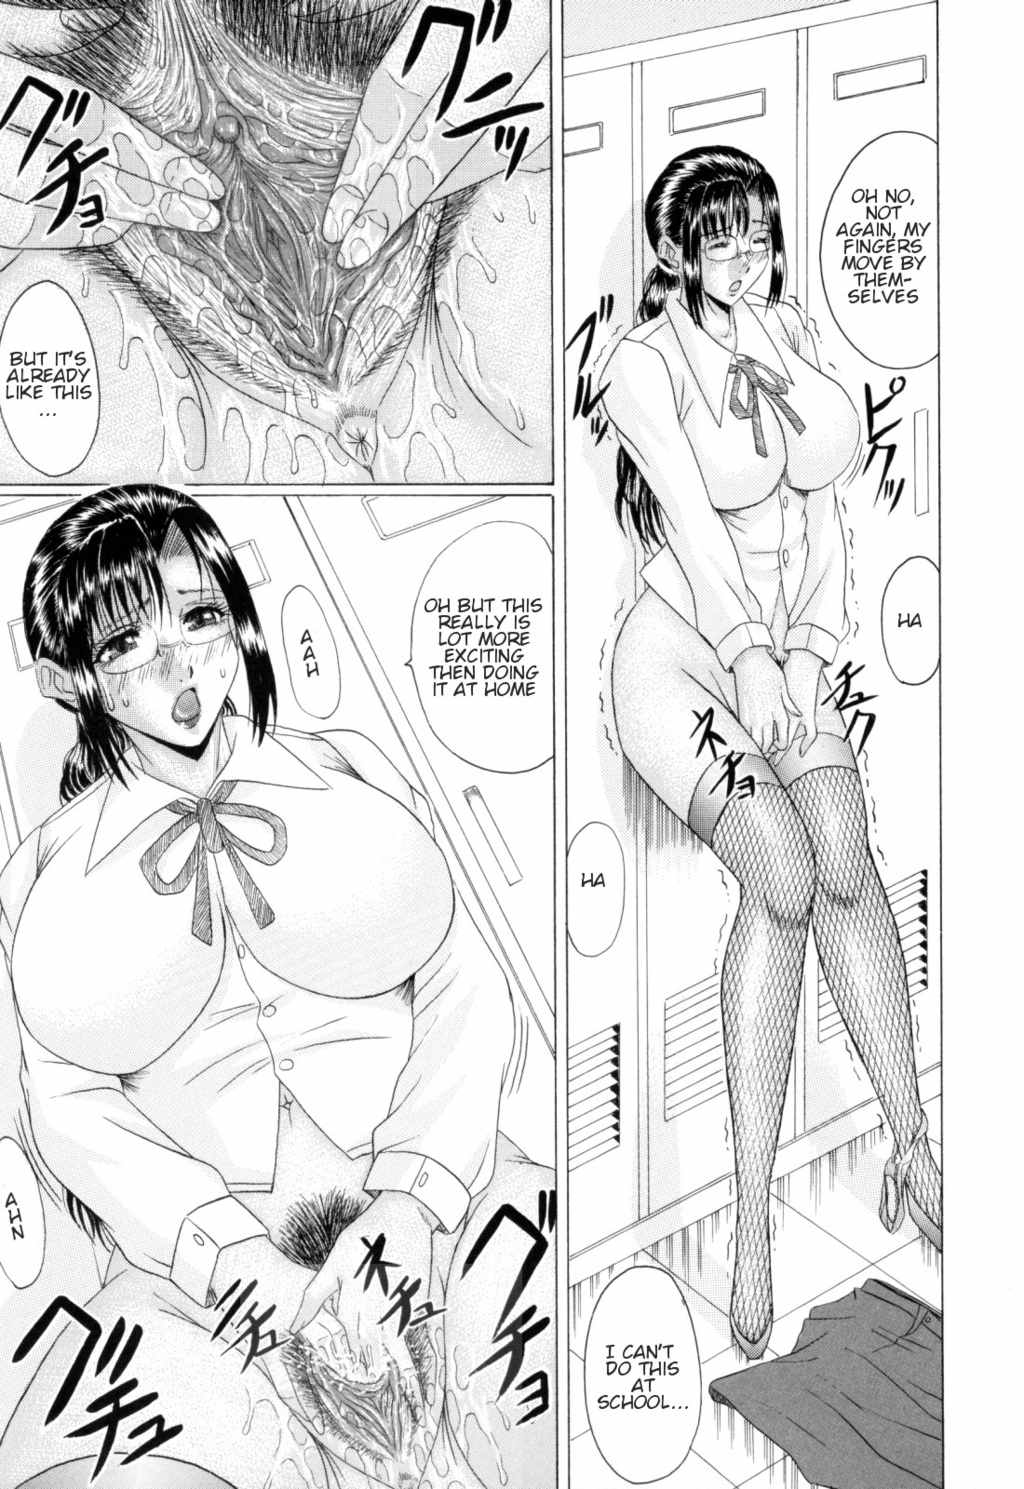 OH NO,
NOT
AGAIN, MY
FINGERS
MOVE BY
THEM-
SELVES
ブルル
ピクッ
HA
チュク
ネチョ
HA
I CAN'T
DO THIS
AT
SCHOOL...
グニッ
グチョ
BUT IT'S
ALREADY
LIKE THIS
...
AAH
OH BUT THIS
REALLY IS
LOT MORE
EXCITING
THEN DOING
IT AT HOME
AHN
グチュ
チュ
ネチュ
グチョ